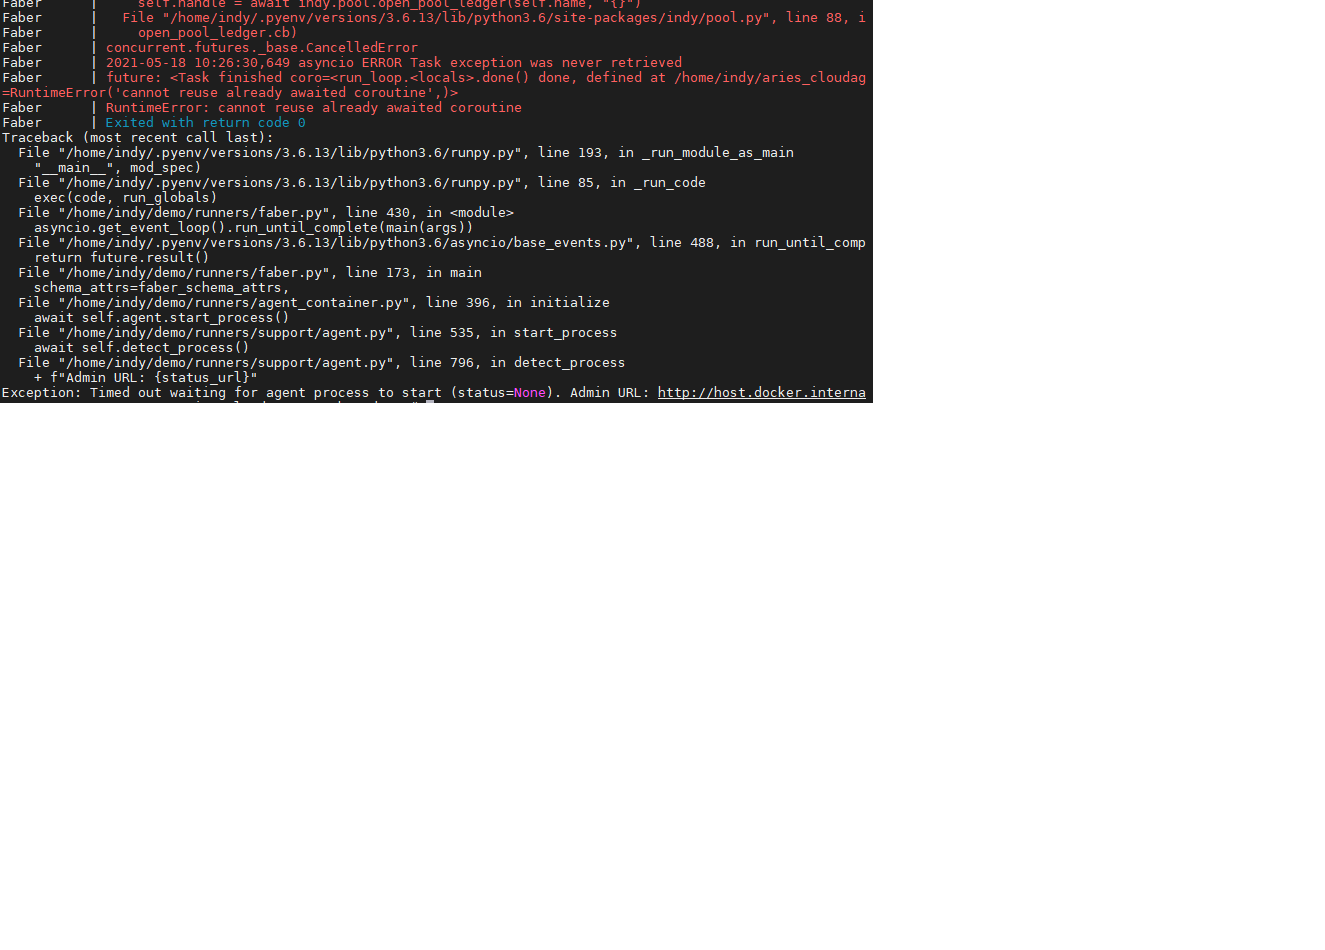 Faber      |     self.handle = await indy.pool.open_pool_ledger(self.name, "{}")
Faber      |   File "/home/indy/.pyenv/versions/3.6.13/lib/python3.6/site-packages/indy/pool.py", line 88, i
Faber      |     open_pool_ledger.cb)
Faber      | concurrent.futures._base.CancelledError
Faber      | 2021-05-18 10:26:30,649 asyncio ERROR Task exception was never retrieved
Faber      | future: <Task finished coro=<run_loop.<locals>.done() done, defined at /home/indy/aries_cloudag
=RuntimeError('cannot reuse already awaited coroutine',)>
Faber      | RuntimeError: cannot reuse already awaited coroutine
Faber      | Exited with return code 0
Traceback (most recent call last):
  File "/home/indy/.pyenv/versions/3.6.13/lib/python3.6/runpy.py", line 193, in _run_module_as_main
    "__main__", mod_spec)
  File "/home/indy/.pyenv/versions/3.6.13/lib/python3.6/runpy.py", line 85, in _run_code
    exec(code, run_globals)
  File "/home/indy/demo/runners/faber.py", line 430, in <module>
    asyncio.get_event_loop().run_until_complete(main(args))
  File "/home/indy/.pyenv/versions/3.6.13/lib/python3.6/asyncio/base_events.py", line 488, in run_until_comp
    return future.result()
  File "/home/indy/demo/runners/faber.py", line 173, in main
    schema_attrs=faber_schema_attrs,
  File "/home/indy/demo/runners/agent_container.py", line 396, in initialize
    await self.agent.start_process()
  File "/home/indy/demo/runners/support/agent.py", line 535, in start_process
    await self.detect_process()
  File "/home/indy/demo/runners/support/agent.py", line 796, in detect_process
    + f"Admin URL: {status_url}"
Exception: Timed out waiting for agent process to start (status=None). Admin URL: http://host.docker.interna